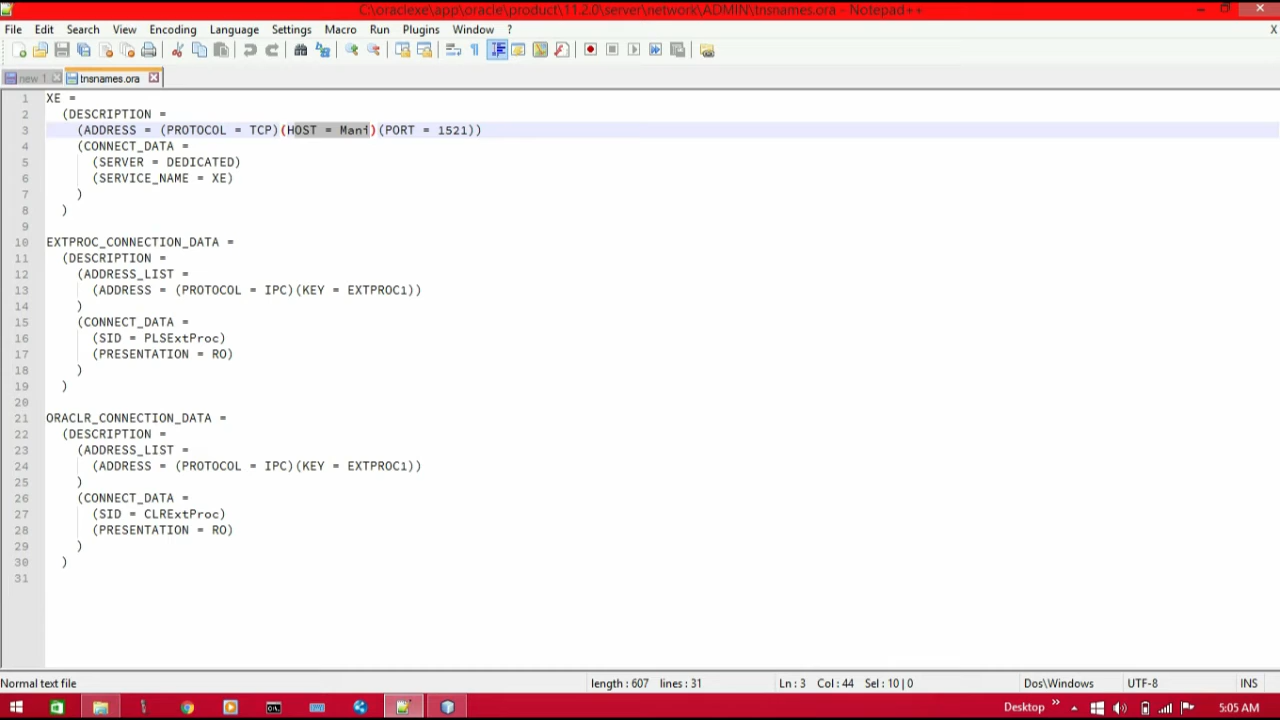 C:\oraclexe\app\oracle\product\11.2.0\server\network\ADMIN\tnsnames.ora - Notepad++
File Edit Search View Encoding Language Settings Macro Run Plugins Window ? X
new 1 tnsnames.ora
1 XE =
2 (DESCRIPTION =
3 (ADDRESS = (PROTOCOL = TCP)(HOST = Mani)(PORT = 1521))
4 (CONNECT_DATA =
5 (SERVER = DEDICATED)
6 (SERVICE_NAME = XE)
7 )
8 )
9
10 EXTPROC_CONNECTION_DATA =
11 (DESCRIPTION =
12 (ADDRESS_LIST =
13 (ADDRESS = (PROTOCOL = IPC)(KEY = EXTPROC1))
14 )
15 (CONNECT_DATA =
16 (SID = PLSExtProc)
17 (PRESENTATION = RO)
18 )
19 )
20
21 ORACLR_CONNECTION_DATA =
22 (DESCRIPTION =
23 (ADDRESS_LIST =
24 (ADDRESS = (PROTOCOL = IPC)(KEY = EXTPROC1))
25 )
26 (CONNECT_DATA =
27 (SID = CLRExtProc)
28 (PRESENTATION = RO)
29 )
30 )
31
Normal text file length : 607 lines : 31 Ln : 3 Col : 44 Sel : 10 | 0 Dos\Windows UTF-8 INS
Desktop 5:05 AM